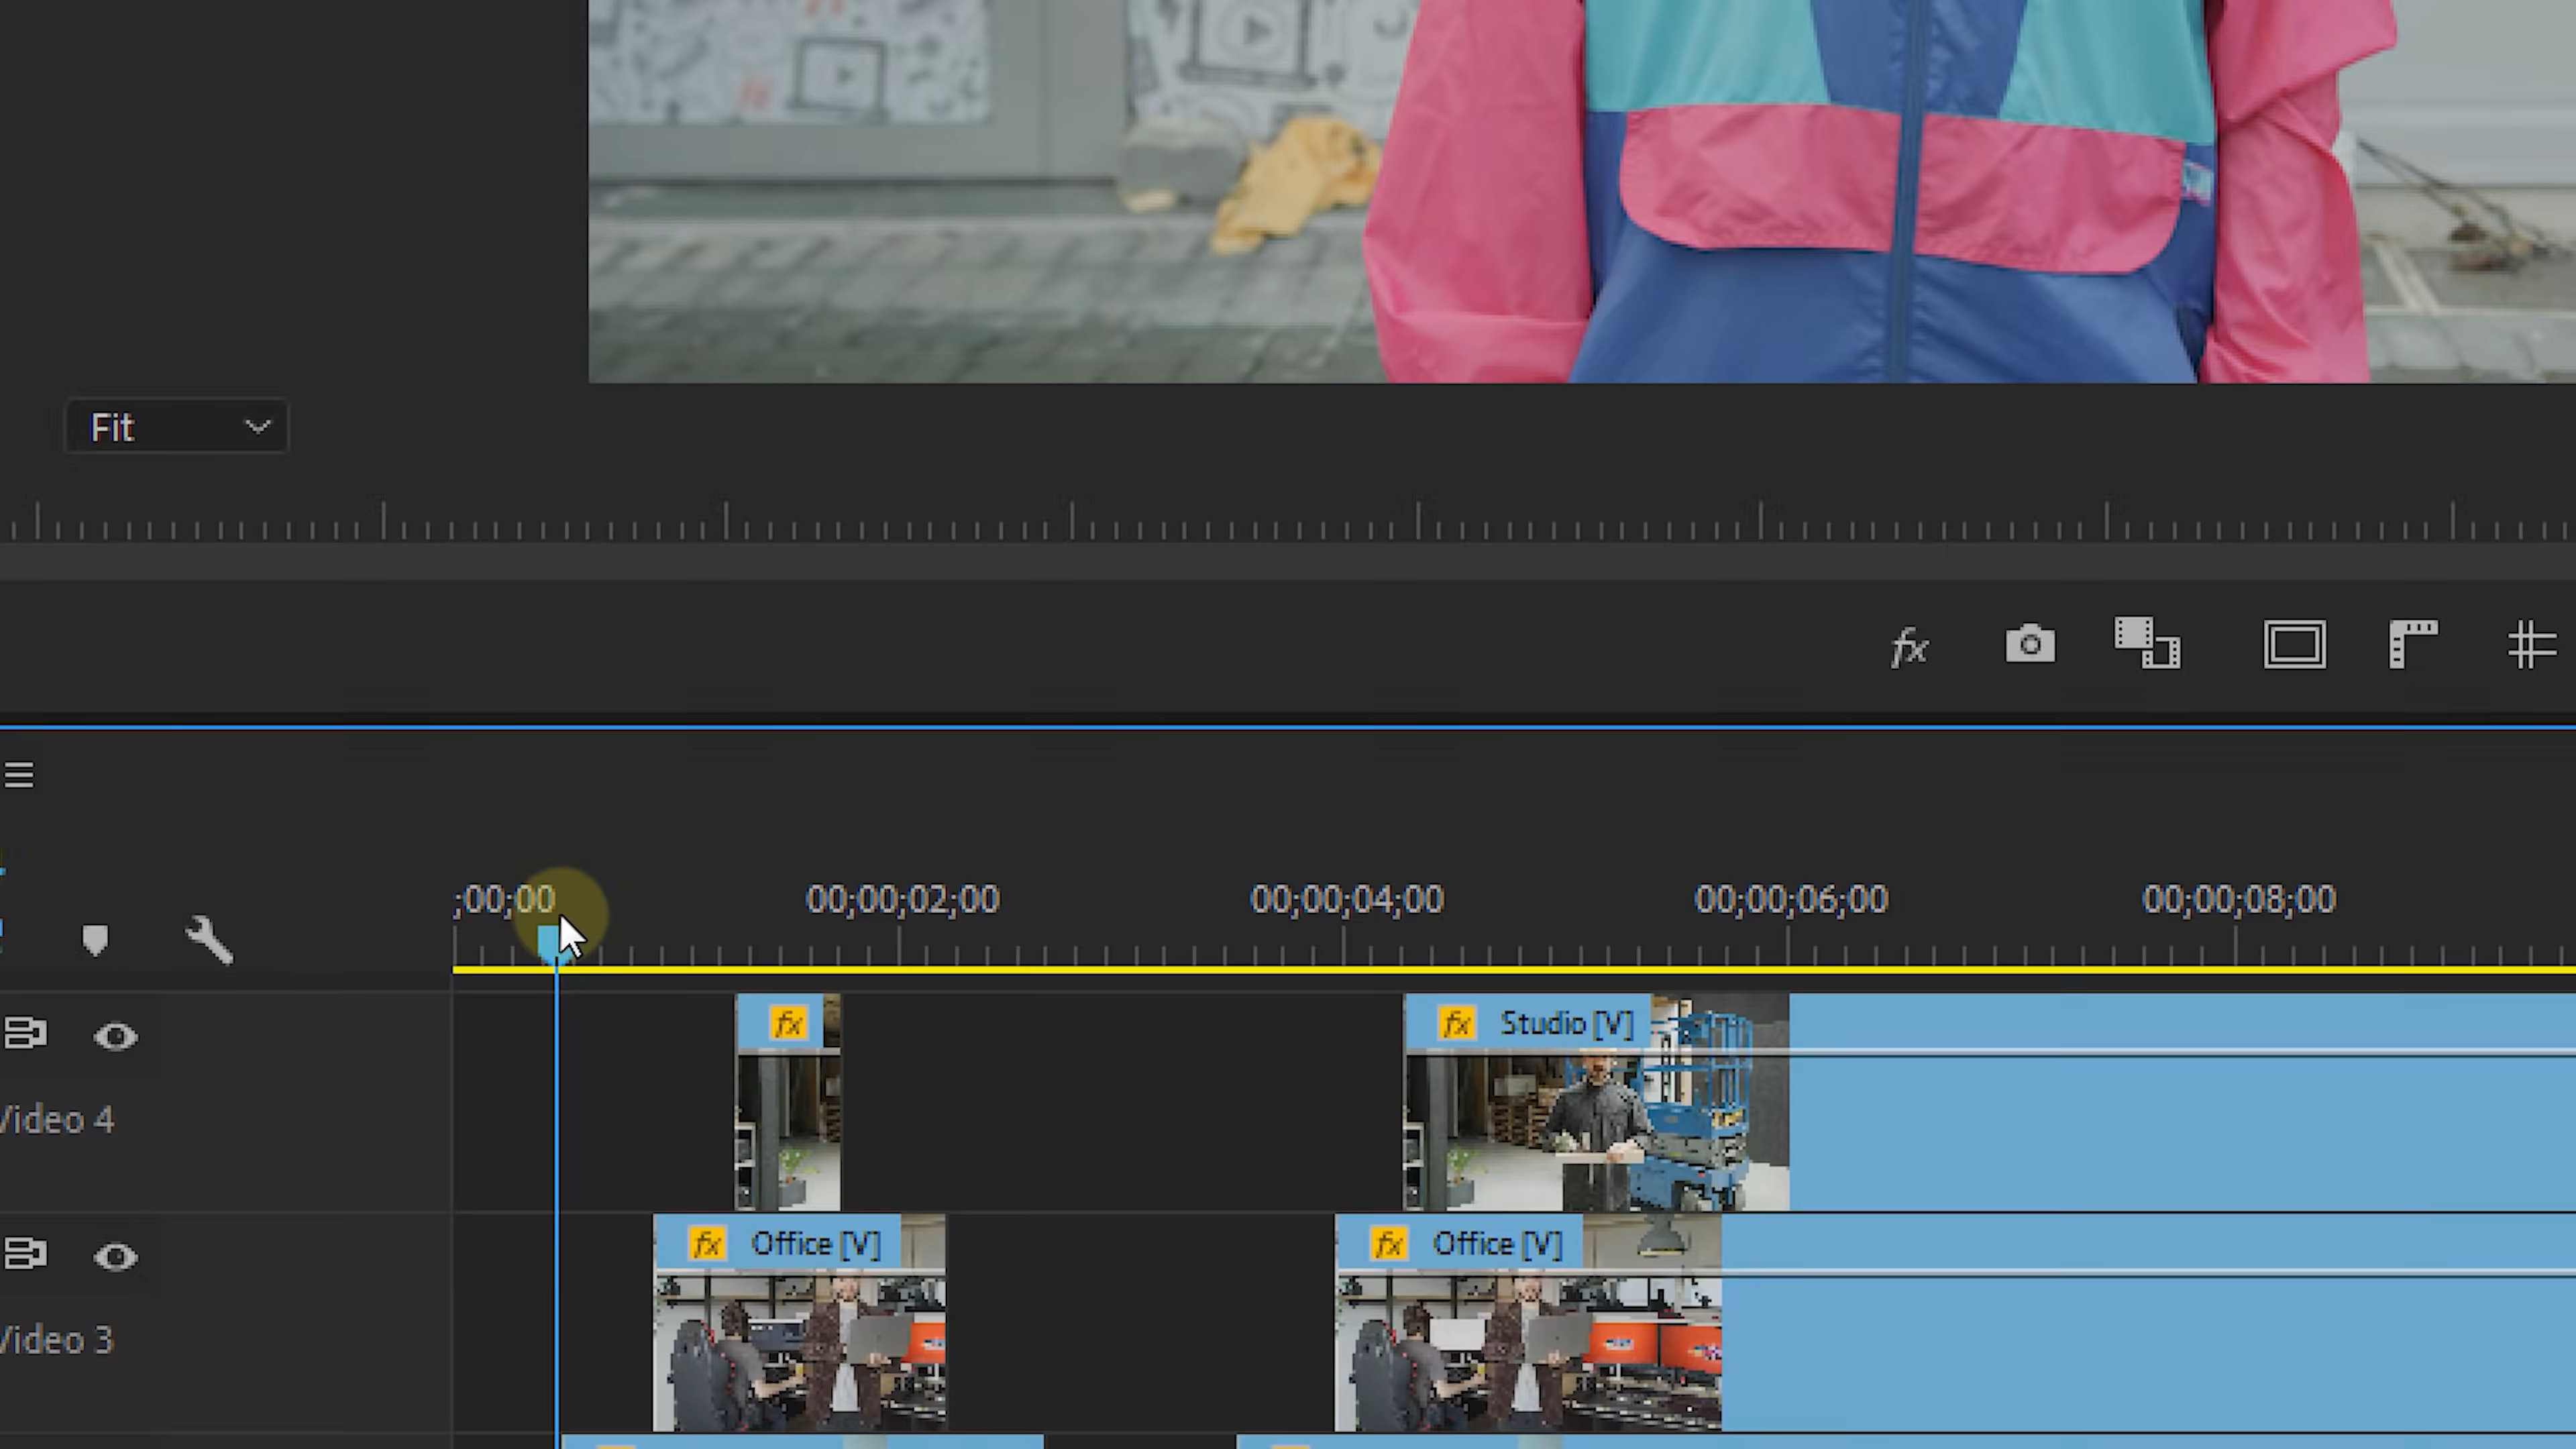 Fit
fx
;00;00 00;00;02;00 00;00;04;00 00;00;06;00 00;00;08;00
fx fx Studio [V]
Video 4
fx Office [V] fx Office [V]
Video 3